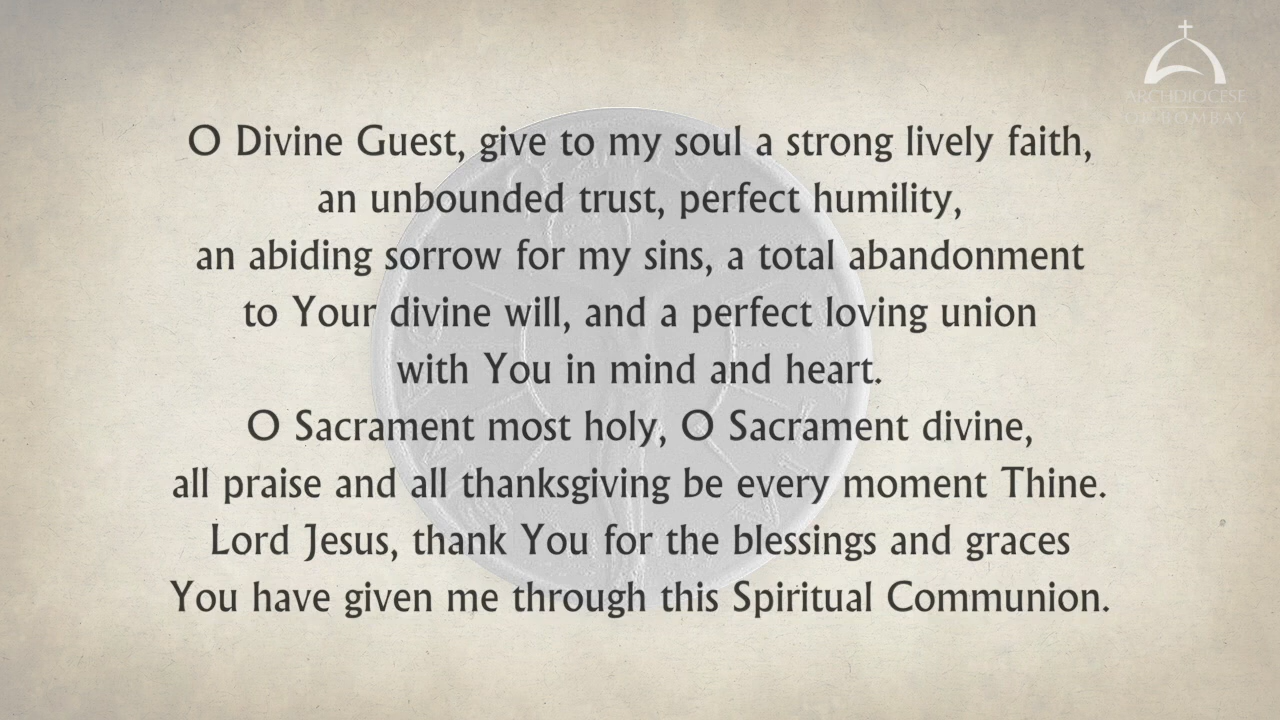 ARCHDIOCESE
OF BOMBAY
O Divine Guest, give to my soul a strong lively faith,
an unbounded trust, perfect humility,
an abiding sorrow for my sins, a total abandonment
to Your divine will, and a perfect loving union
with You in mind and heart.
O Sacrament most holy, O Sacrament divine,
all praise and all thanksgiving be every moment Thine.
Lord Jesus, thank You for the blessings and graces
You have given me through this Spiritual Communion.